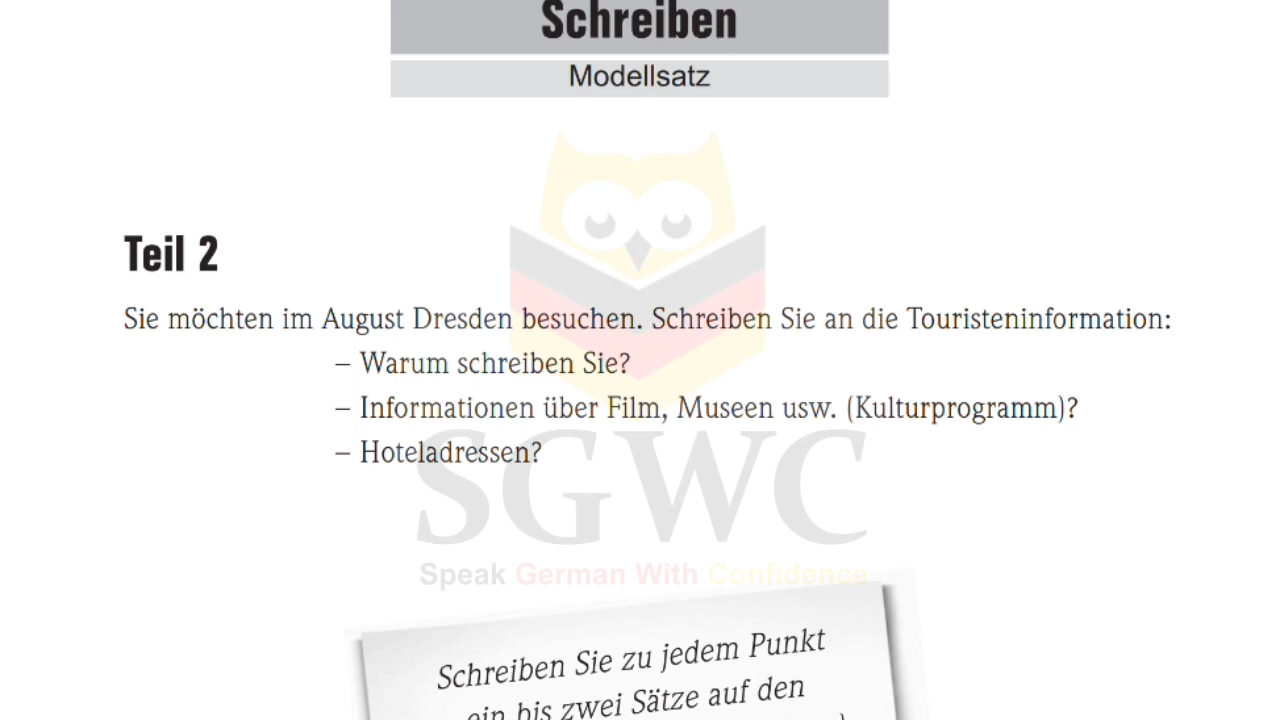 Schreiben
Modellsatz
Teil 2
Sie möchten im August Dresden besuchen. Schreiben Sie an die Touristeninformation:
– Warum schreiben Sie?
– Informationen über Film, Museen usw. (Kulturprogramm)?
– Hoteladressen?
SGWC
Speak German With Confidence
Schreiben Sie zu jedem Punkt
ein bis zwei Sätze auf den